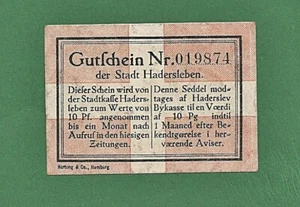 Gutschein Nr.019874
der Stadt Hadersleben.
Dieser Schein wird von
der Stadtkasse Haders-
leben zum Werte von
10 Pf. angenommen
bis ein Monat nach
Aufruf in den hiesigen
Zeitungen.
Denne Seddel mod-
tages af Haderslev
Bykasse til en Værdi
af 10 Pg indtil
1 Maaned efter Be-
kendtgørelse i her-
værende Aviser.
& Co., Hamburg